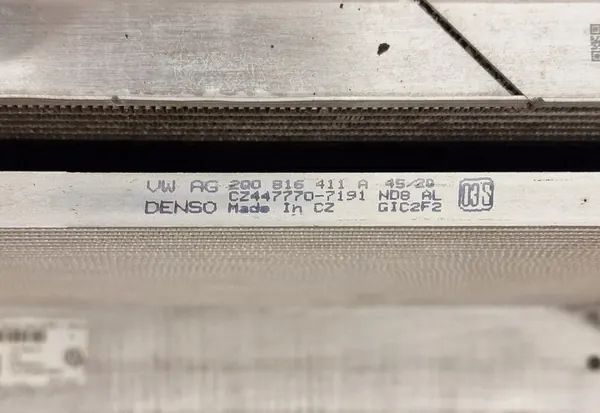 VW AG 2Q0 816 411 A 45/20
CZ447770-7191 ND8 AL
DENSO Made In CZ GIC2F2
03S